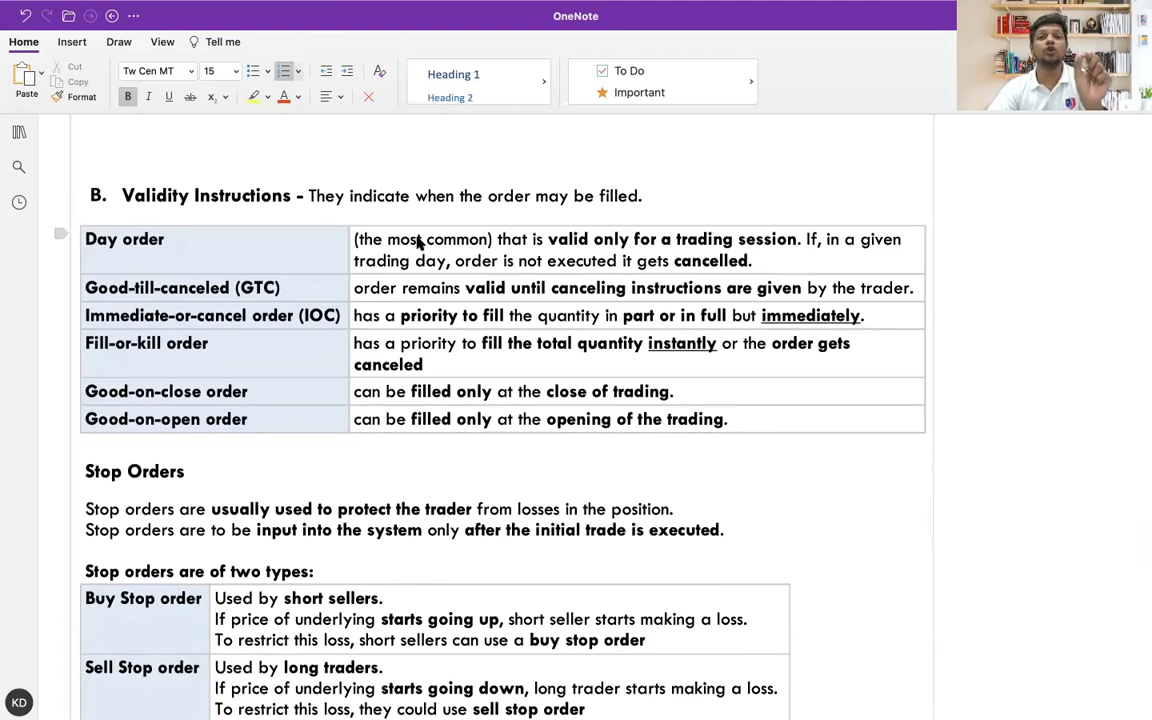 OneNote
Home Insert Draw View Tell me
Paste
Cut
Copy
Format
Tw Cen MT 15
B I U ab x₂ A
Heading 1
Heading 2
To Do
Important
B. Validity Instructions - They indicate when the order may be filled.
Day order (the most common) that is valid only for a trading session. If, in a given
trading day, order is not executed it gets cancelled.
Good-till-canceled (GTC) order remains valid until canceling instructions are given by the trader.
Immediate-or-cancel order (IOC) has a priority to fill the quantity in part or in full but immediately.
Fill-or-kill order has a priority to fill the total quantity instantly or the order gets
canceled
Good-on-close order can be filled only at the close of trading.
Good-on-open order can be filled only at the opening of the trading.
Stop Orders
Stop orders are usually used to protect the trader from losses in the position.
Stop orders are to be input into the system only after the initial trade is executed.
Stop orders are of two types:
Buy Stop order Used by short sellers.
If price of underlying starts going up, short seller starts making a loss.
To restrict this loss, short sellers can use a buy stop order
Sell Stop order Used by long traders.
If price of underlying starts going down, long trader starts making a loss.
To restrict this loss, they could use sell stop order
KD